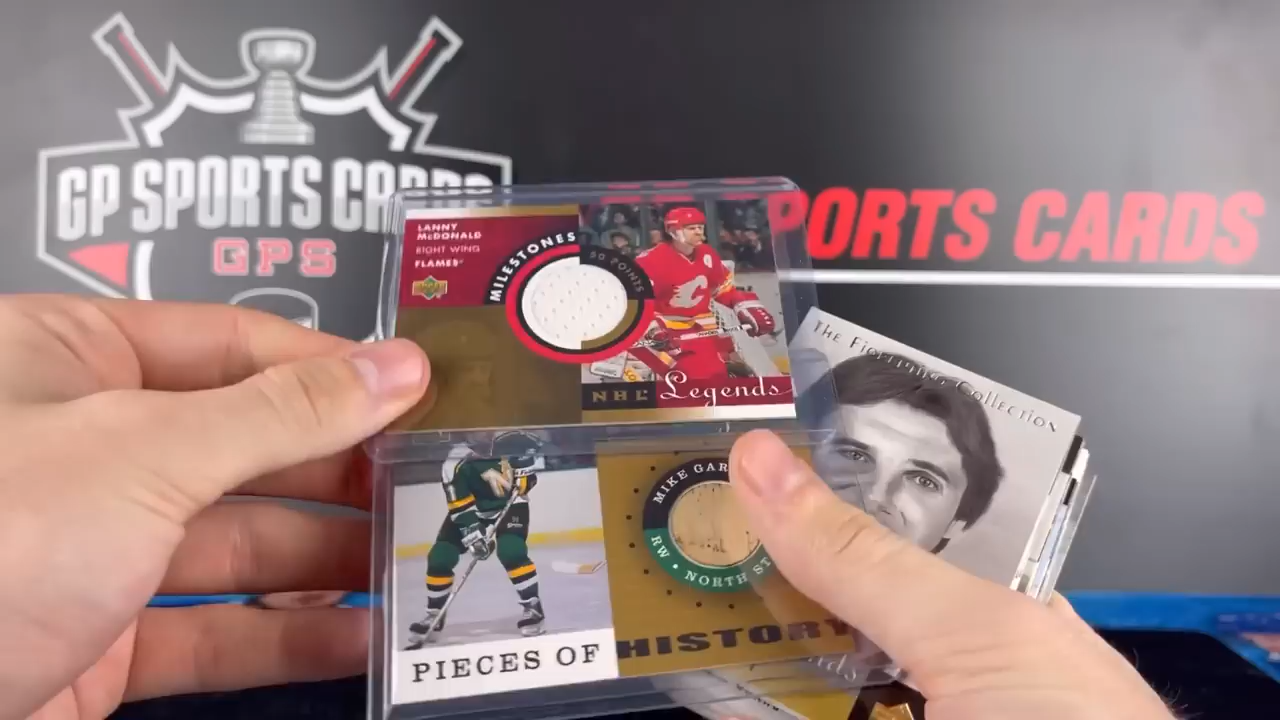 GP SPORTS CARDS
GPS
PORTS CARDS
LANNY
McDONALD
RIGHT WING
FLAMES
MILESTONES
50 POINTS
NHL Legends
THE
COLLECTION
MIKE GAR
RW • NORTH ST
PIECES OF
HISTORY